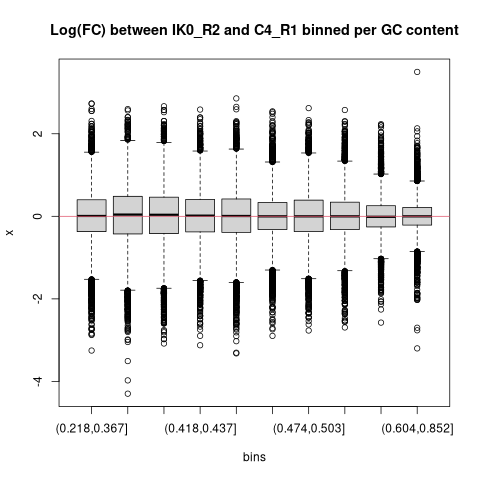 Log(FC) between IK0_R2 and C4_R1 binned per GC content
x
2
0
-2
-4
(0.218,0.367] (0.418,0.437] (0.474,0.503] (0.604,0.852]
bins